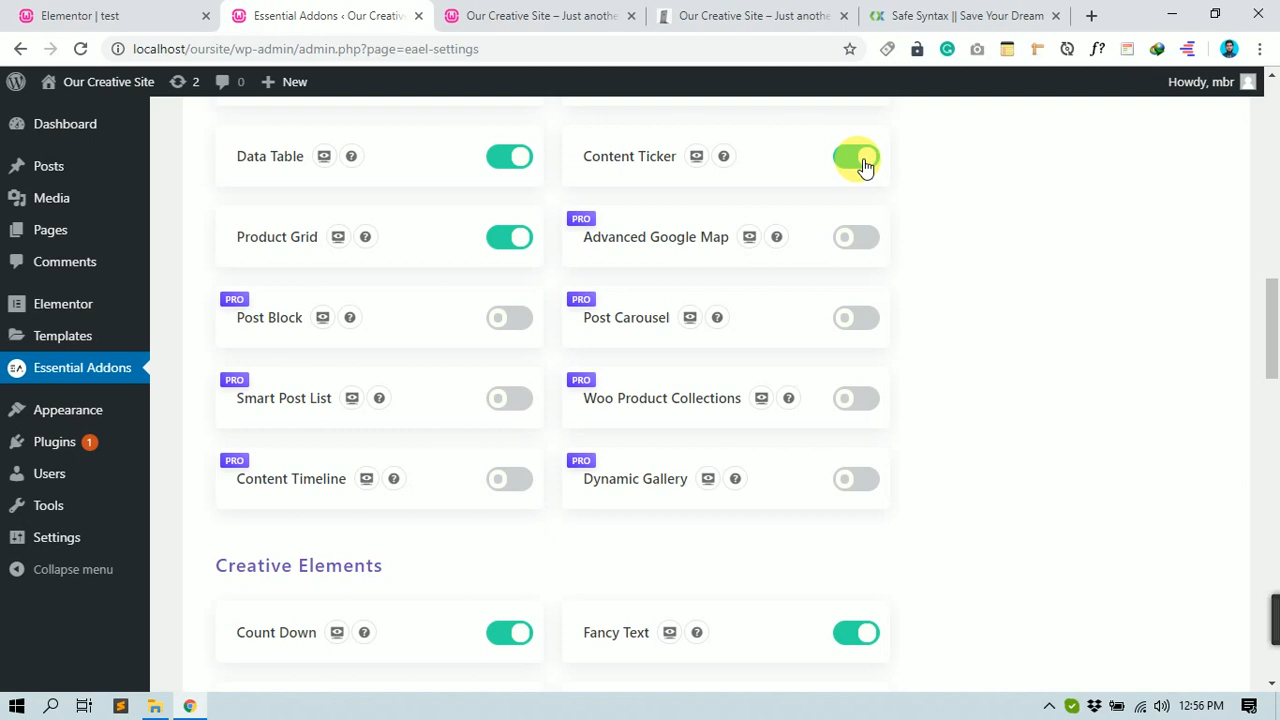 Elementor | test
Essential Addons ‹ Our Creative
Our Creative Site – Just anothe
Our Creative Site – Just anothe
Safe Syntax || Save Your Dream
localhost/oursite/wp-admin/admin.php?page=eael-settings
Our Creative Site 2 0 New Howdy, mbr
Dashboard
Posts
Media
Pages
Comments
Elementor
Templates
Essential Addons
Appearance
Plugins 1
Users
Tools
Settings
Collapse menu
Data Table
Content Ticker
Product Grid
PRO
Advanced Google Map
PRO
Post Block
PRO
Post Carousel
PRO
Smart Post List
PRO
Woo Product Collections
PRO
Content Timeline
PRO
Dynamic Gallery
Creative Elements
Count Down
Fancy Text
12:56 PM